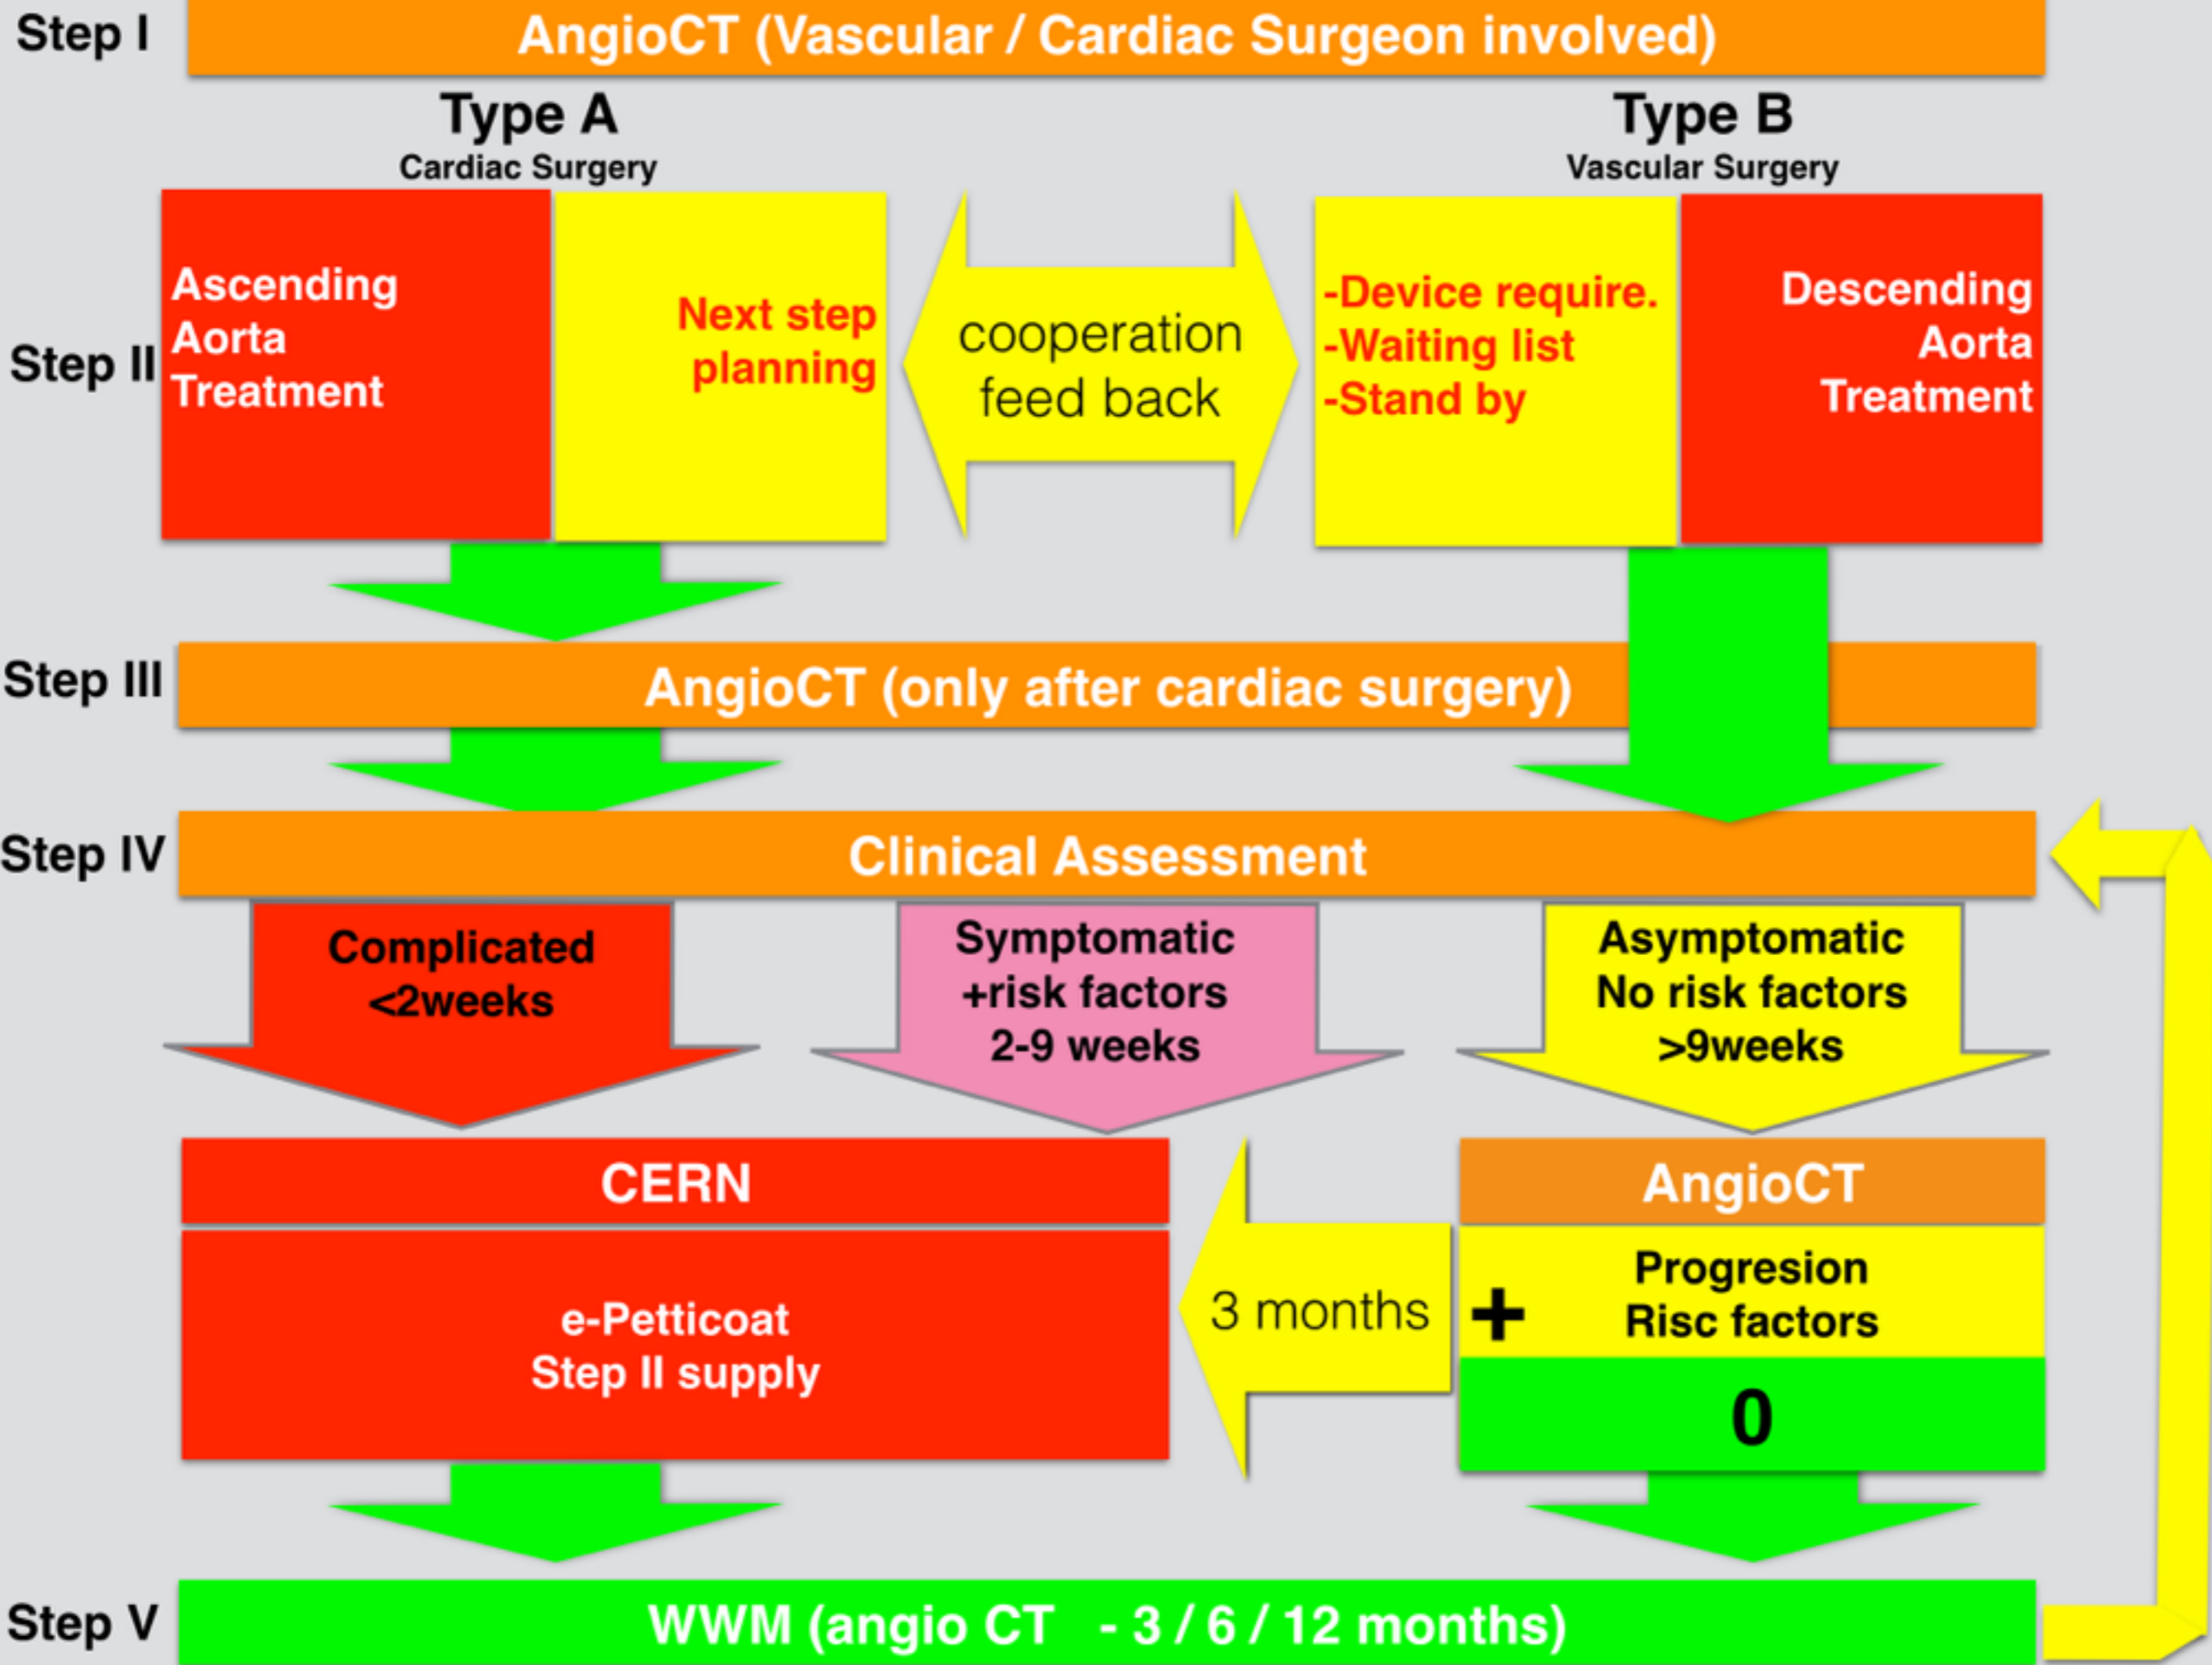 Step I
AngioCT (Vascular / Cardiac Surgeon involved)
Type A
Cardiac Surgery
Type B
Vascular Surgery
Step II
Ascending
Aorta
Treatment
Next step
planning
cooperation
feed back
-Device require.
-Waiting list
-Stand by
Descending
Aorta
Treatment
Step III
AngioCT (only after cardiac surgery)
Step IV
Clinical Assessment
Complicated
<2weeks
Symptomatic
+risk factors
2-9 weeks
Asymptomatic
No risk factors
>9weeks
CERN
e-Petticoat
Step II supply
3 months
AngioCT
+
Progresion
Risc factors
0
Step V
WWM (angio CT - 3 / 6 / 12 months)